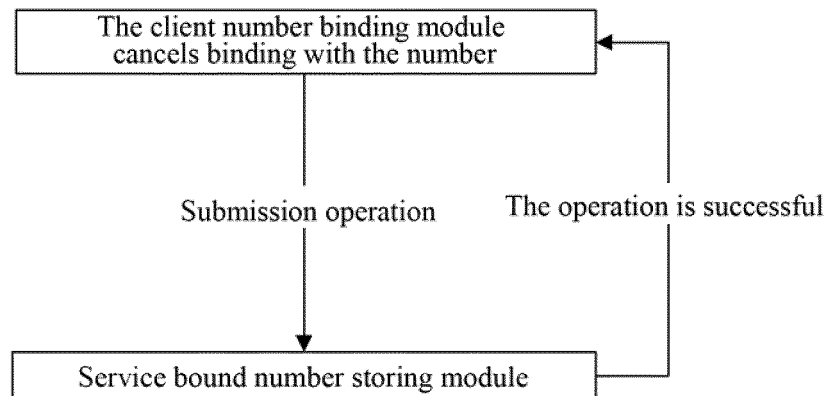 The client number binding module
cancels binding with the number
Submission operation
The operation is successful
Service bound number storing module